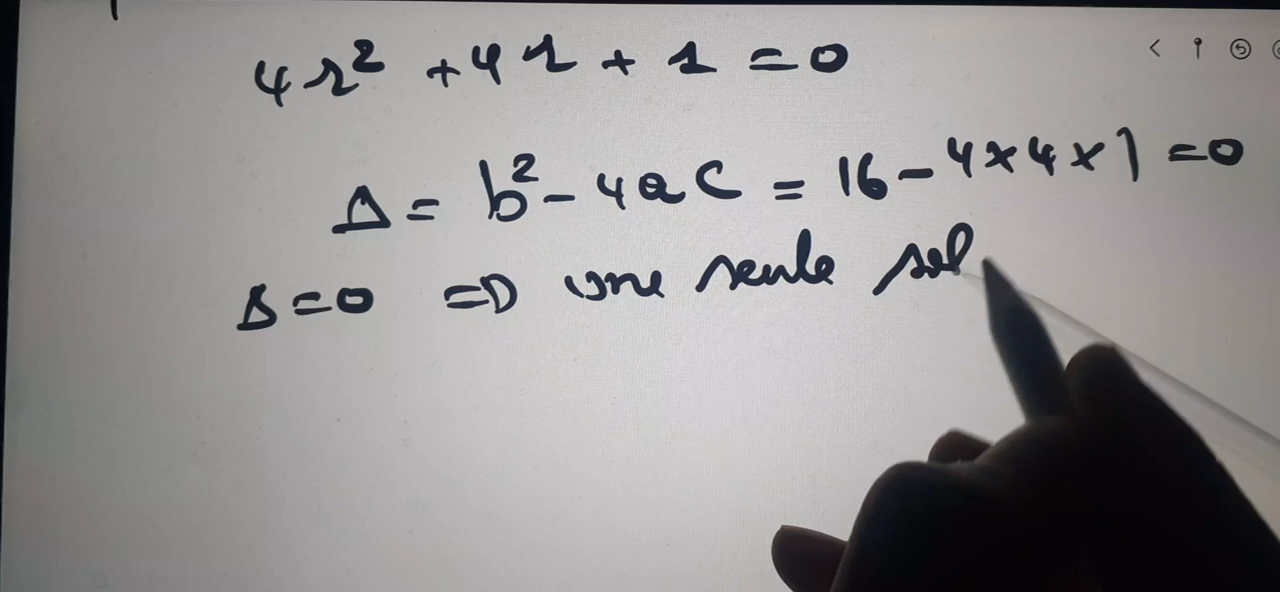 4r² + 4r + 1 = 0
Δ = b² - 4ac = 16 - 4×4×1 = 0
Δ = 0 => une seule sol